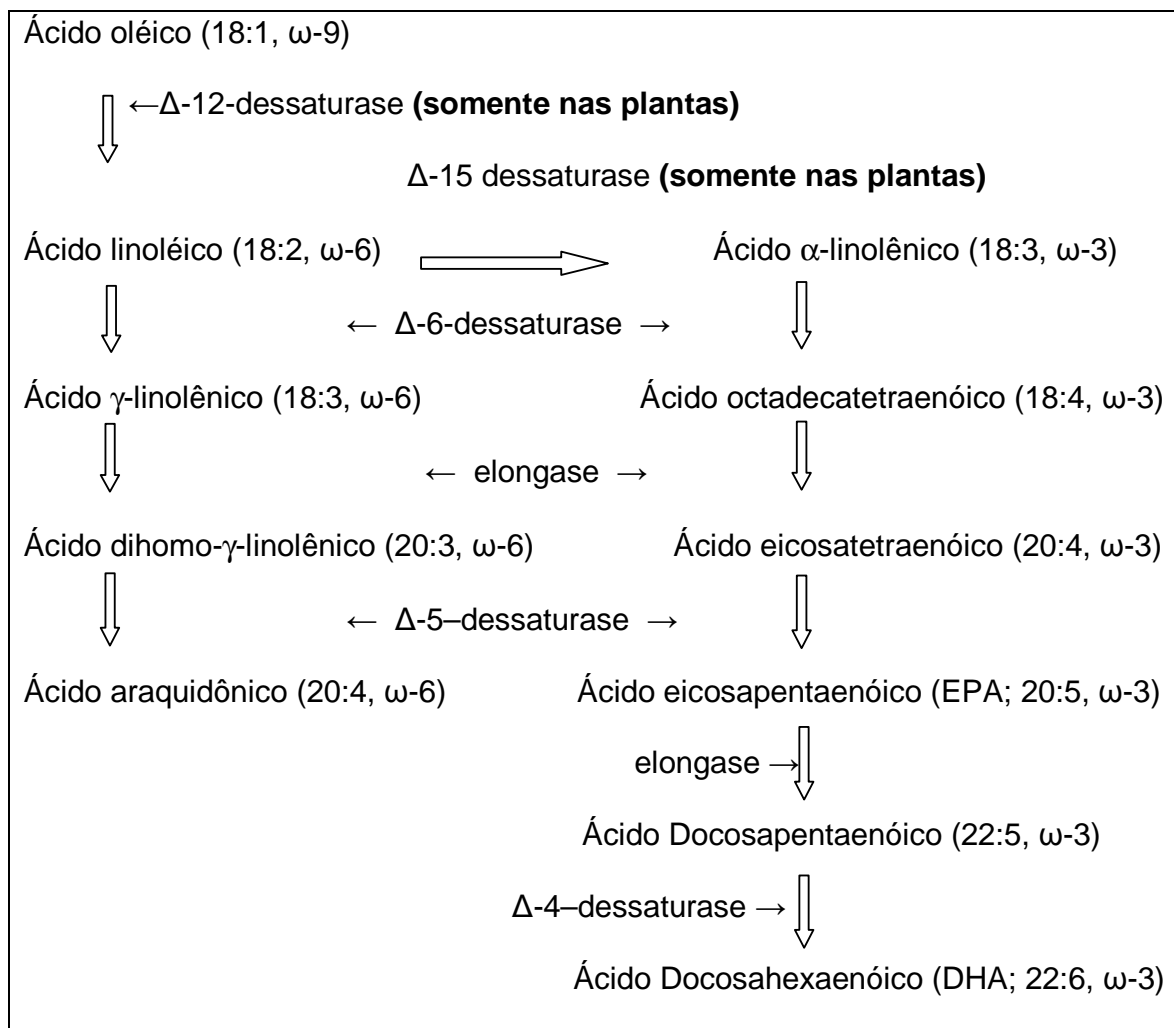 Ácido oléico (18:1, ω-9)
←Δ-12-dessaturase (somente nas plantas)
Δ-15 dessaturase (somente nas plantas)
Ácido linoléico (18:2, ω-6) Ácido α-linolênico (18:3, ω-3)
← Δ-6-dessaturase →
Ácido γ-linolênico (18:3, ω-6) Ácido octadecatetraenóico (18:4, ω-3)
← elongase →
Ácido dihomo-γ-linolênico (20:3, ω-6) Ácido eicosatetraenóico (20:4, ω-3)
← Δ-5–dessaturase →
Ácido araquidônico (20:4, ω-6) Ácido eicosapentaenóico (EPA; 20:5, ω-3)
elongase →
Ácido Docosapentaenóico (22:5, ω-3)
Δ-4–dessaturase →
Ácido Docosahexaenóico (DHA; 22:6, ω-3)